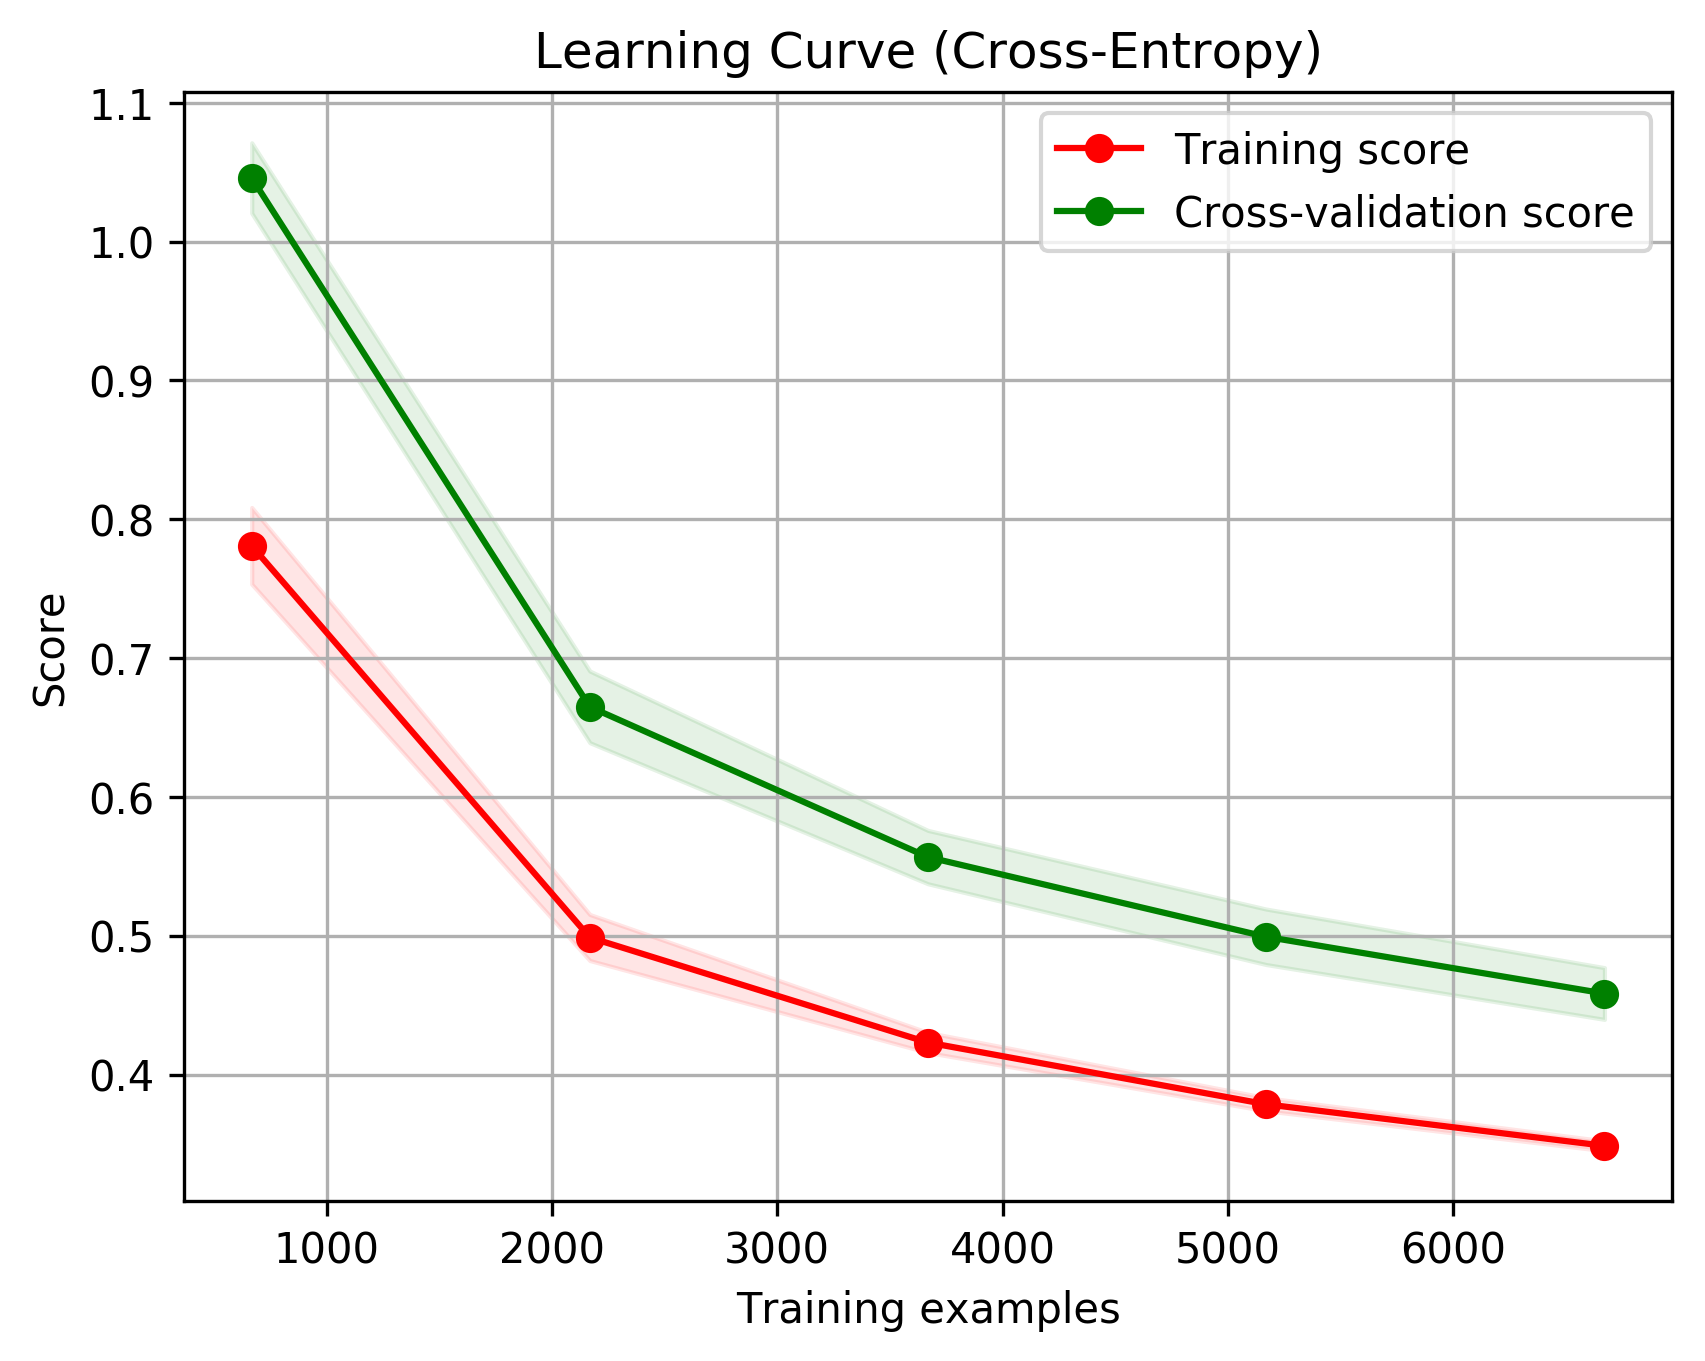 Learning Curve (Cross-Entropy)
Training score
Cross-validation score
Score
1.1
1.0
0.9
0.8
0.7
0.6
0.5
0.4
1000 2000 3000 4000 5000 6000
Training examples